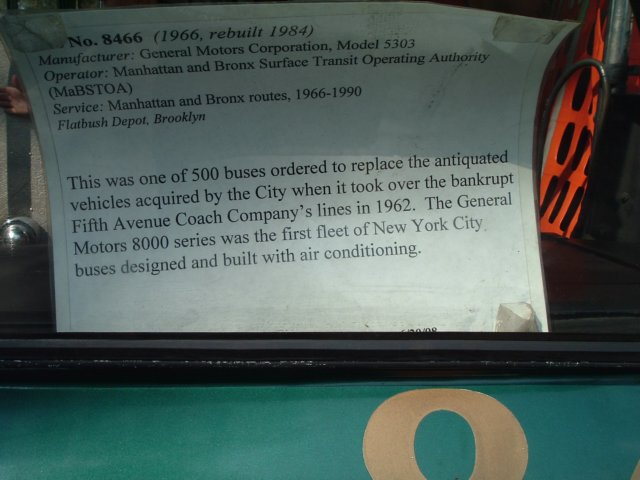 No. 8466 (1966, rebuilt 1984)
Manufacturer: General Motors Corporation, Model 5303
Operator: Manhattan and Bronx Surface Transit Operating Authority
(MaBSTOA)
Service: Manhattan and Bronx routes, 1966-1990
Flatbush Depot, Brooklyn
This was one of 500 buses ordered to replace the antiquated
vehicles acquired by the City when it took over the bankrupt
Fifth Avenue Coach Company's lines in 1962. The General
Motors 8000 series was the first fleet of New York City
buses designed and built with air conditioning.
8